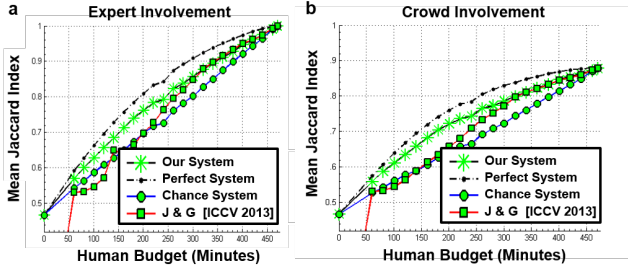 a
Expert Involvement
Mean Jaccard Index
1
0.9
0.8
0.7
0.6
0.5
0 50 100 150 200 250 300 350 400 450
Human Budget (Minutes)
Our System
Perfect System
Chance System
J & G [ICCV 2013]
b
Crowd Involvement
Mean Jaccard Index
1
0.9
0.8
0.7
0.6
0.5
0 50 100 150 200 250 300 350 400 450
Human Budget (Minutes)
Our System
Perfect System
Chance System
J & G [ICCV 2013]